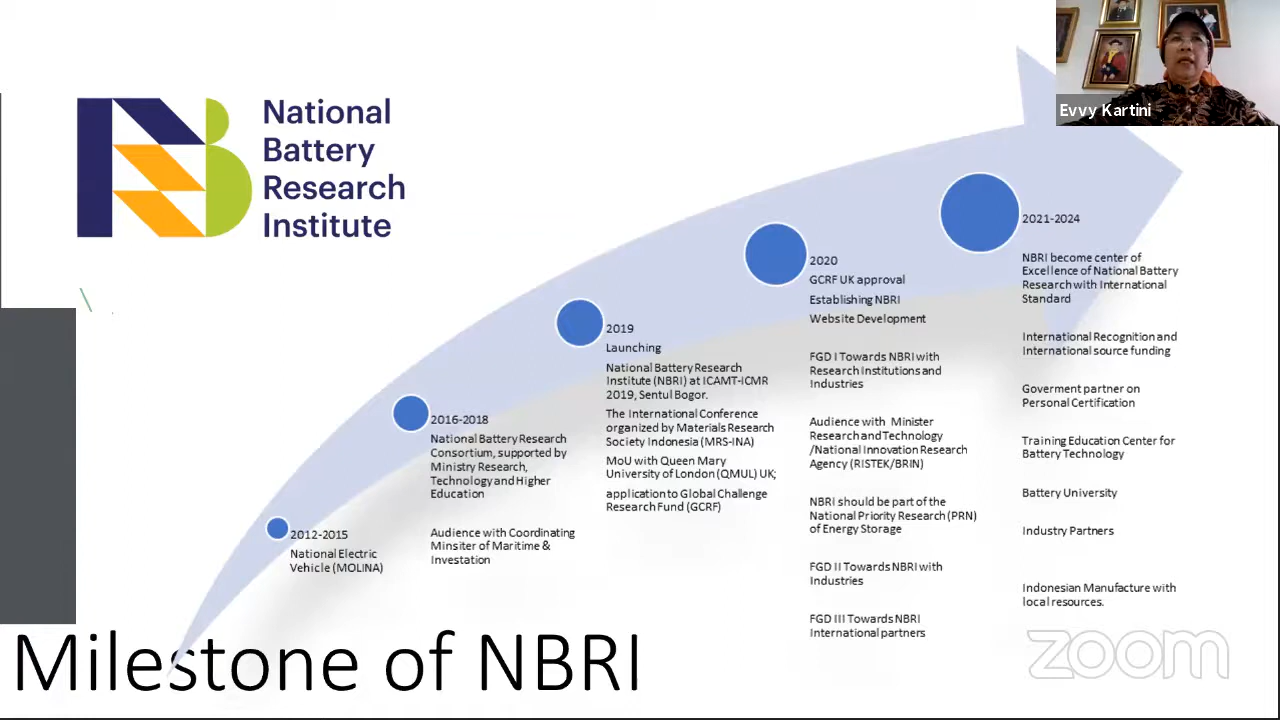 National
Battery
Research
Institute
Evvy Kartini
2012-2015
National Electric
Vehicle (MOLINA)
2016-2018
National Battery Research
Consortium, supported by
Ministry Research,
Technology and Higher
Education
Audience with Coordinating
Minsiter of Maritime &
Investation
2019
Launching
National Battery Research
Institute (NBRI) at ICAMT-ICMR
2019, Sentul Bogor.
The International Conference
organized by Materials Research
Society Indonesia (MRS-INA)
MoU with Queen Mary
University of London (QMUL) UK;
application to Global Challenge
Research Fund (GCRF)
2020
GCRF UK approval
Establishing NBRI
Website Development
FGD I Towards NBRI with
Research Institutions and
Industries
Audience with Minister
Research and Technology
/National Innovation Research
Agency (RISTEK/BRIN)
NBRI should be part of the
National Priority Research (PRN)
of Energy Storage
FGD II Towards NBRI with
Industries
FGD III Towards NBRI
International partners
2021-2024
NBRI become center of
Excellence of National Battery
Research with International
Standard
International Recognition and
International source funding
Goverment partner on
Personal Certification
Training Education Center for
Battery Technology
Battery University
Industry Partners
Indonesian Manufacture with
local resources.
Milestone of NBRI
zoom